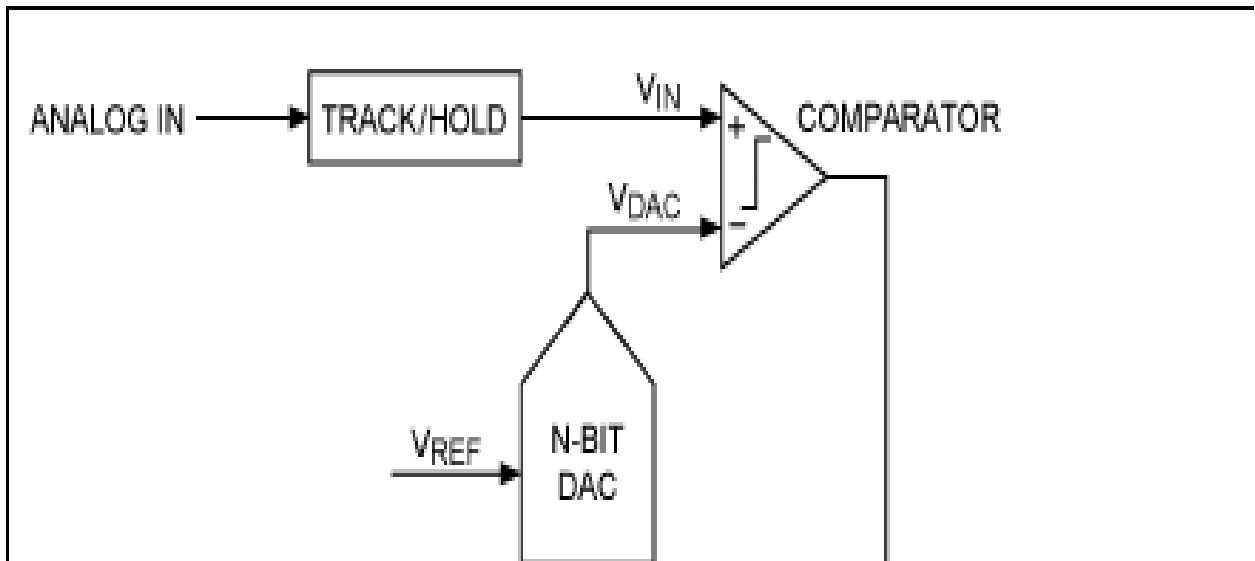 ANALOG IN
TRACK/HOLD
VIN
+
COMPARATOR
VDAC
−
VREF
N-BIT
DAC